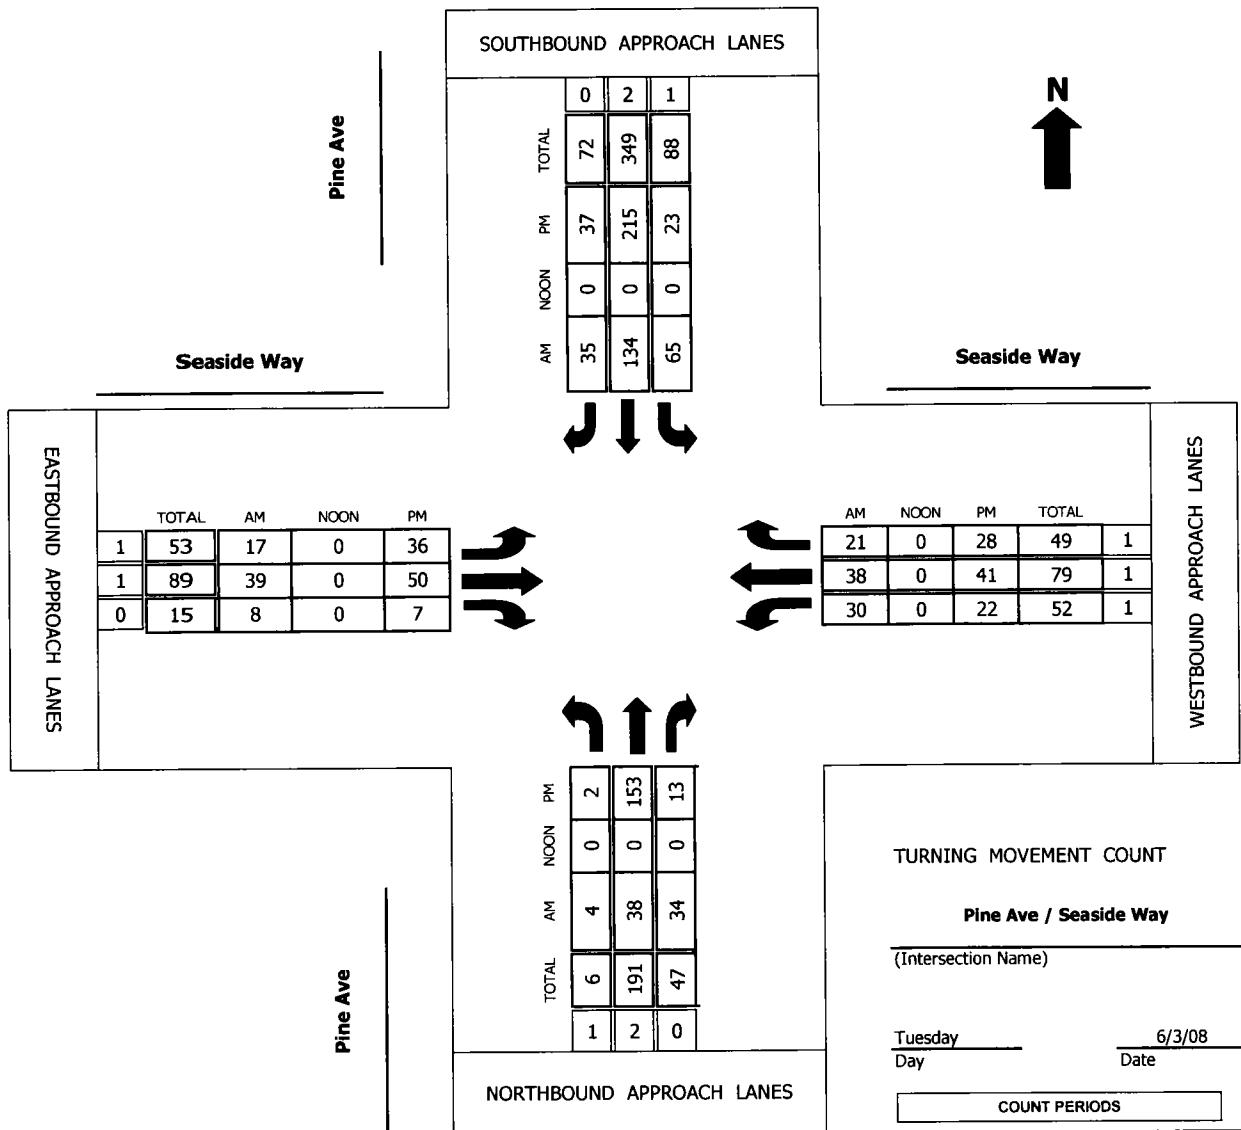 SOUTHBOUND APPROACH LANES
0 2 1
TOTAL 72 349 88
PM 37 215 23
NOON 0 0 0
AM 35 134 65
Pine Ave
N
Seaside Way
Seaside Way
EASTBOUND APPROACH LANES
TOTAL AM NOON PM
1 53 17 0 36
1 89 39 0 50
0 15 8 0 7
AM NOON PM TOTAL
21 0 28 49 1
38 0 41 79 1
30 0 22 52 1
WESTBOUND APPROACH LANES
PM 2 153 13
NOON 0 0 0
AM 4 38 34
TOTAL 6 191 47
1 2 0
NORTHBOUND APPROACH LANES
Pine Ave
TURNING MOVEMENT COUNT
Pine Ave / Seaside Way
(Intersection Name)
Tuesday 6/3/08
Day Date
COUNT PERIODS